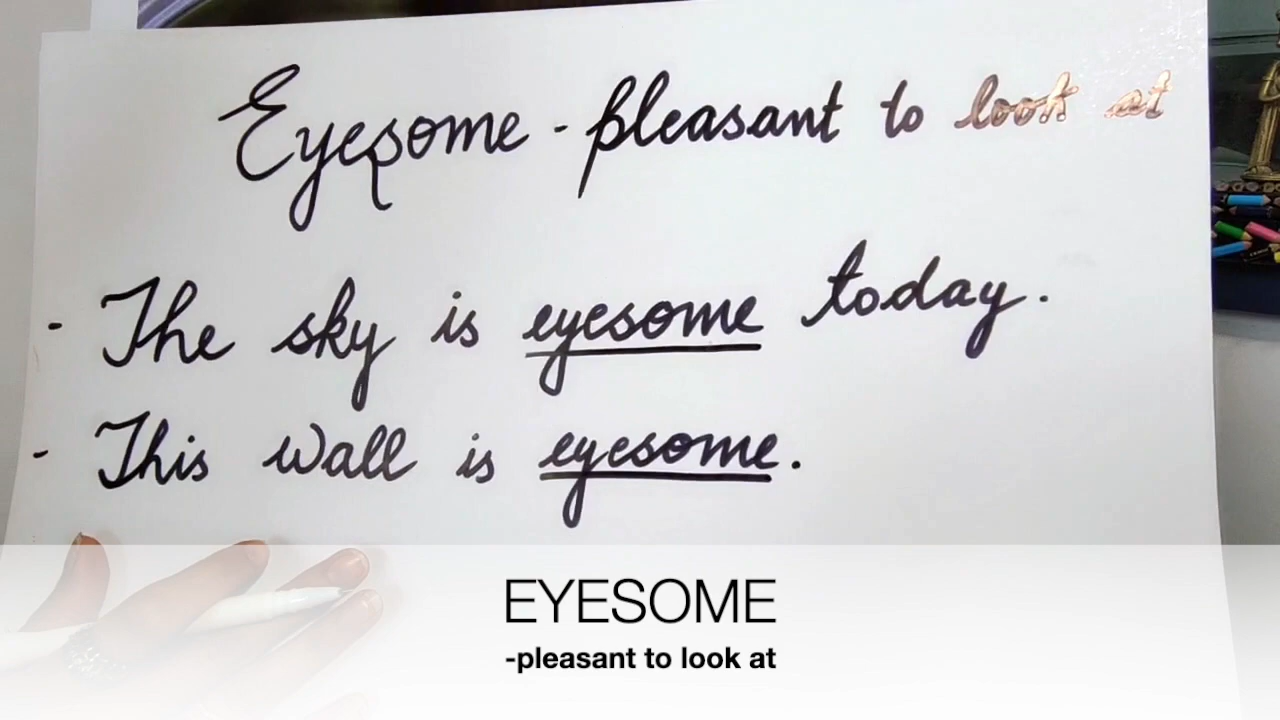 Eyesome - pleasant to look at
- The sky is eyesome today.
- This wall is eyesome.
EYESOME
-pleasant to look at